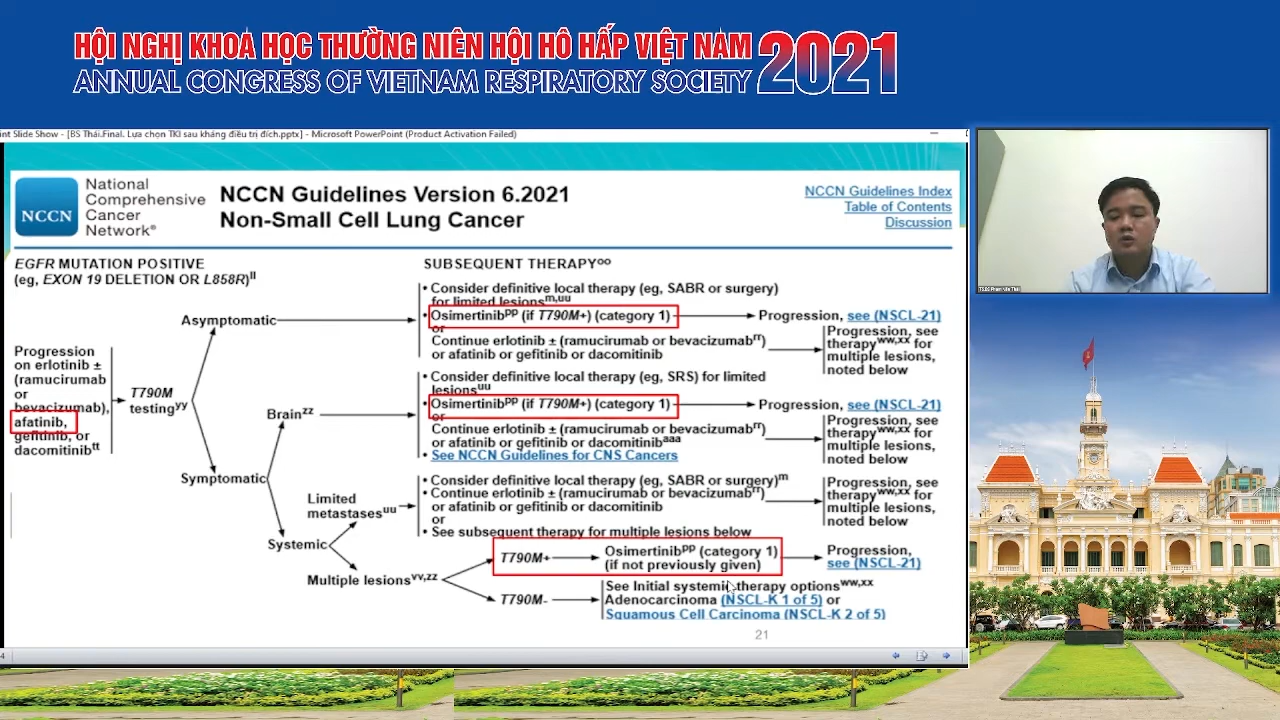 HỘI NGHỊ KHOA HỌC THƯỜNG NIÊN HỘI HÔ HẤP VIỆT NAM 2021
ANNUAL CONGRESS OF VIETNAM RESPIRATORY SOCIETY
int Slide Show - [BS Thái.Final. Lựa chọn TKI sau kháng điều trị đích.pptx] - Microsoft PowerPoint (Product Activation Failed)
NCCN
National
Comprehensive
Cancer
Network®
NCCN Guidelines Version 6.2021
Non-Small Cell Lung Cancer
NCCN Guidelines Index
Table of Contents
Discussion
EGFR MUTATION POSITIVE
(eg, EXON 19 DELETION OR L858R)ll
SUBSEQUENT THERAPYoo
Progression
on erlotinib ±
(ramucirumab
or
bevacizumab),
afatinib,
gefitinib, or
dacomitinibtt
T790M
testingyy
Asymptomatic
• Consider definitive local therapy (eg, SABR or surgery)
for limited lesionsm,uu
• Osimertinibpp (if T790M+) (category 1)
or
Continue erlotinib ± (ramucirumab or bevacizumabrr)
or afatinib or gefitinib or dacomitinib
Progression, see (NSCL-21)
Progression, see
therapyww,xx for
multiple lesions,
noted below
Symptomatic
Brainzz
• Consider definitive local therapy (eg, SRS) for limited
lesionsuu
• Osimertinibpp (if T790M+) (category 1)
or
Continue erlotinib ± (ramucirumab or bevacizumabrr)
or afatinib or gefitinib or dacomitinibaaa
• See NCCN Guidelines for CNS Cancers
Progression, see (NSCL-21)
Progression, see
therapyww,xx for
multiple lesions,
noted below
Systemic
Limited
metastasesuu
• Consider definitive local therapy (eg, SABR or surgery)m
• Continue erlotinib ± (ramucirumab or bevacizumabrr)
or afatinib or gefitinib or dacomitinib
or
• See subsequent therapy for multiple lesions below
Progression, see
therapyww,xx for
multiple lesions,
noted below
Multiple lesionsvv,zz
T790M+
Osimertinibpp (category 1)
(if not previously given)
Progression,
see (NSCL-21)
T790M-
See Initial systemic therapy optionsww,xx
Adenocarcinoma (NSCL-K 1 of 5) or
Squamous Cell Carcinoma (NSCL-K 2 of 5)
21